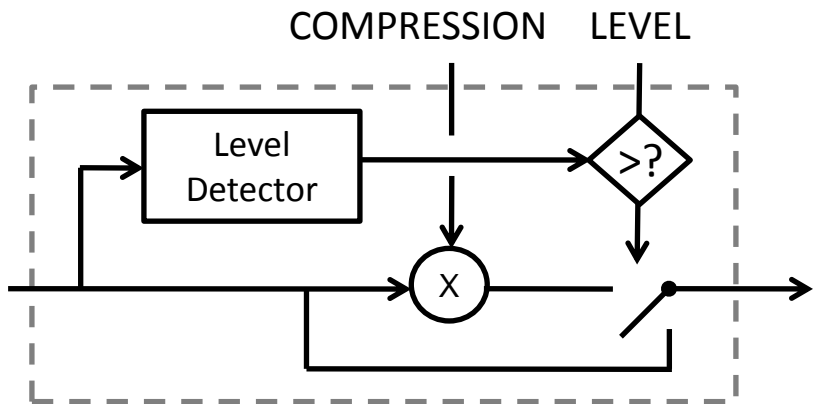 COMPRESSION LEVEL
Level
Detector
>?
X